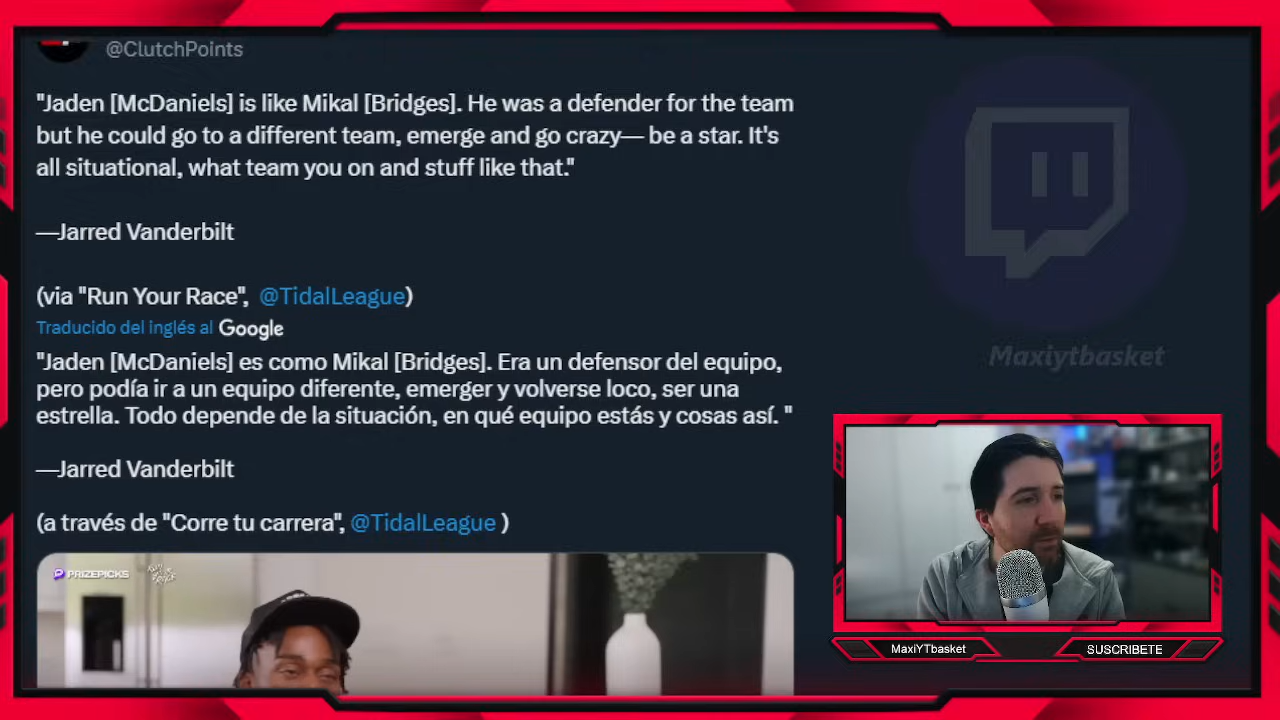 @ClutchPoints
"Jaden [McDaniels] is like Mikal [Bridges]. He was a defender for the team
but he could go to a different team, emerge and go crazy— be a star. It's
all situational, what team you on and stuff like that."
—Jarred Vanderbilt
(via "Run Your Race", @TidalLeague)
Traducido del inglés al Google
"Jaden [McDaniels] es como Mikal [Bridges]. Era un defensor del equipo,
pero podía ir a un equipo diferente, emerger y volverse loco, ser una
estrella. Todo depende de la situación, en qué equipo estás y cosas así. "
—Jarred Vanderbilt
(a través de "Corre tu carrera", @TidalLeague )
PRIZEPICKS
Maxiytbasket
MaxiYTbasket
SUSCRIBETE